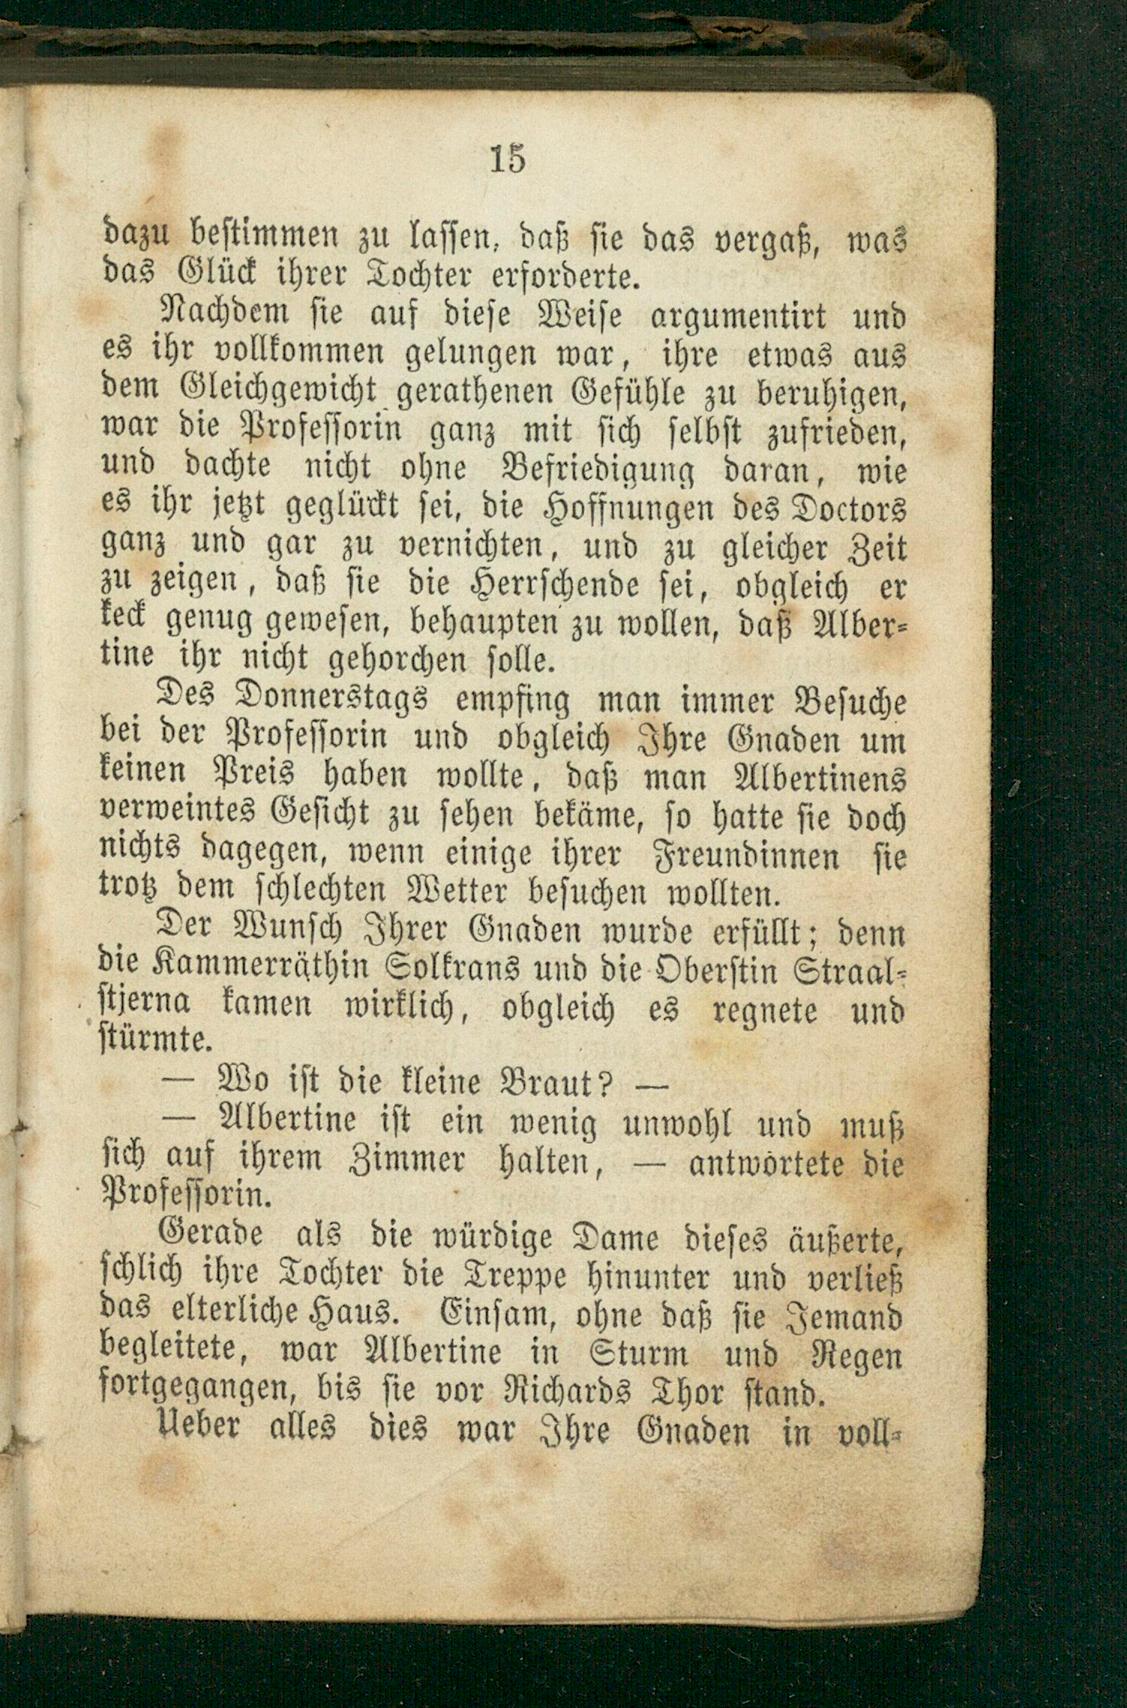 15
dazu bestimmen zu lassen, daß sie das vergaß, was
das Glück ihrer Tochter erforderte.
Nachdem sie auf diese Weise argumentirt und
es ihr vollkommen gelungen war, ihre etwas aus
dem Gleichgewicht gerathenen Gefühle zu beruhigen,
war die Professorin ganz mit sich selbst zufrieden,
und dachte nicht ohne Befriedigung daran, wie
es ihr jetzt geglückt sei, die Hoffnungen des Doctors
ganz und gar zu vernichten, und zu gleicher Zeit
zu zeigen, daß sie die Herrschende sei, obgleich er
keck genug gewesen, behaupten zu wollen, daß Alber-
tine ihr nicht gehorchen solle.
Des Donnerstags empfing man immer Besuche
bei der Professorin und obgleich Ihre Gnaden um
keinen Preis haben wollte, daß man Albertinens
verweintes Gesicht zu sehen bekäme, so hatte sie doch
nichts dagegen, wenn einige ihrer Freundinnen sie
trotz dem schlechten Wetter besuchen wollten.
Der Wunsch Ihrer Gnaden wurde erfüllt; denn
die Kammerräthin Solkrans und die Oberstin Straal-
stjerna kamen wirklich, obgleich es regnete und
stürmte.
— Wo ist die kleine Braut? —
— Albertine ist ein wenig unwohl und muß
sich auf ihrem Zimmer halten, — antwortete die
Professorin.
Gerade als die würdige Dame dieses äußerte,
schlich ihre Tochter die Treppe hinunter und verließ
das elterliche Haus. Einsam, ohne daß sie Jemand
begleitete, war Albertine in Sturm und Regen
fortgegangen, bis sie vor Richards Thor stand.
Ueber alles dies war Ihre Gnaden in voll-